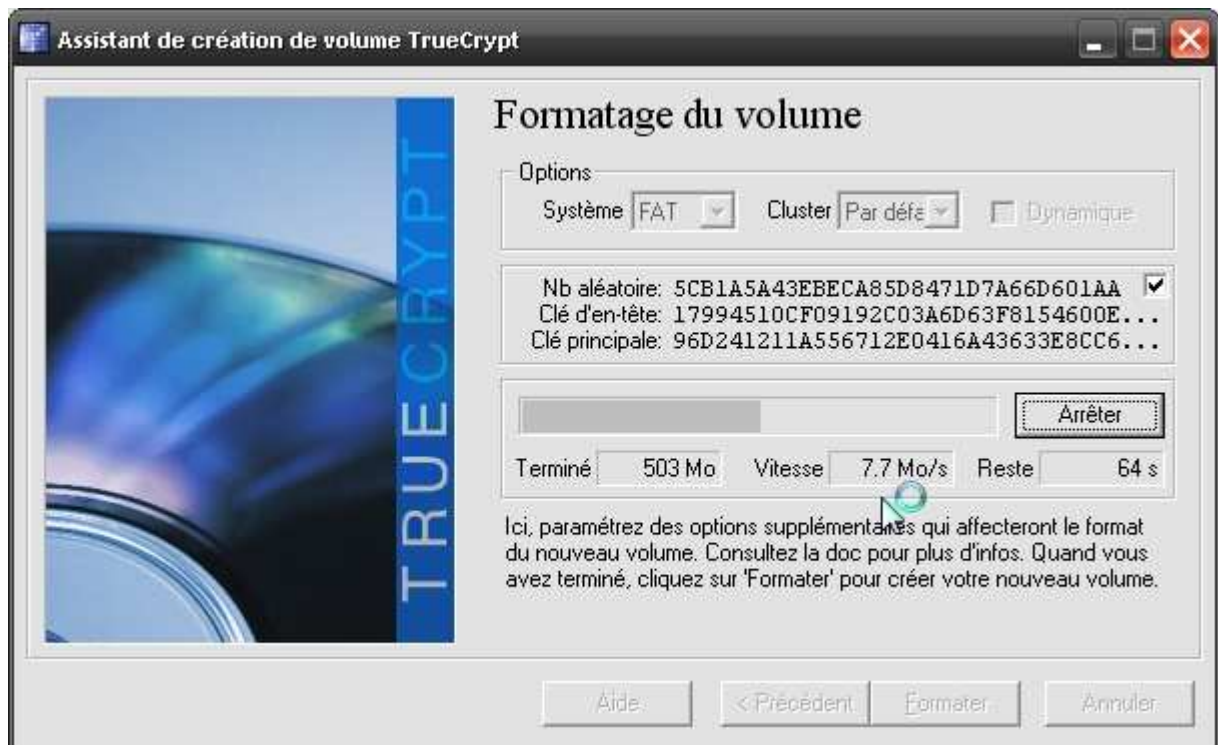 Assistant de création de volume TrueCrypt
TRUECRYPT
Formatage du volume
Options
Système FAT Cluster Par défa Dynamique
Nb aléatoire: 5CB1A5A43EBECA85D8471D7A66D601AA
Clé d'en-tête: 17994510CF09192C03A6D63F8154600E...
Clé principale: 96D241211A556712E0416A43633E8CC6...
Arrêter
Terminé 503 Mo Vitesse 7.7 Mo/s Reste 64 s
Ici, paramétrez des options supplémentaires qui affecteront le format
du nouveau volume. Consultez la doc pour plus d'infos. Quand vous
avez terminé, cliquez sur 'Formater' pour créer votre nouveau volume.
Aide < Précédent Formater Annuler